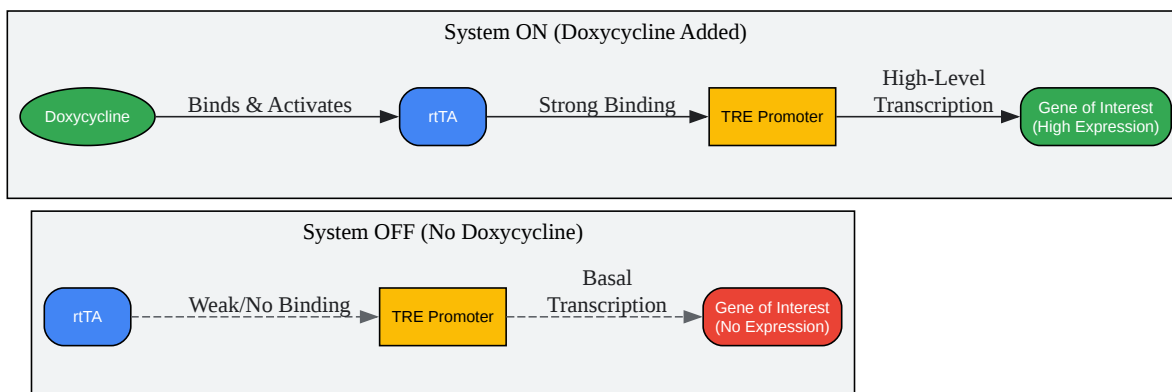 System ON (Doxycycline Added)
Doxycycline
Binds & Activates
rtTA
Strong Binding
TRE Promoter
High-Level
Transcription
Gene of Interest
(High Expression)
System OFF (No Doxycycline)
rtTA
Weak/No Binding
TRE Promoter
Basal
Transcription
Gene of Interest
(No Expression)